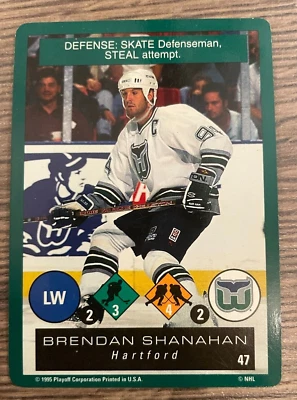 DEFENSE: SKATE Defenseman,
STEAL attempt.
C
LW
2
3
4
2
BRENDAN SHANAHAN
Hartford
47
© 1995 Playoff Corporation Printed in U.S.A.
© NHL